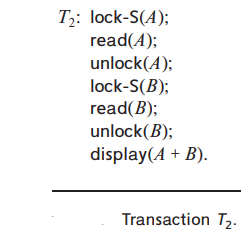 T₂: lock-S(A);
read(A);
unlock(A);
lock-S(B);
read(B);
unlock(B);
display(A + B).
Transaction T₂.